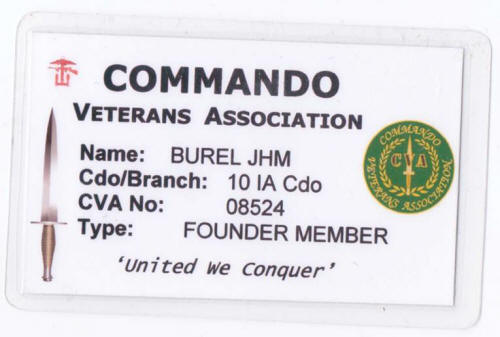 COMMANDO
VETERANS ASSOCIATION
Name: BUREL JHM
Cdo/Branch: 10 IA Cdo
CVA No: 08524
Type: FOUNDER MEMBER
'United We Conquer'
COMMANDO
CVA
VETERANS ASSOCIATION